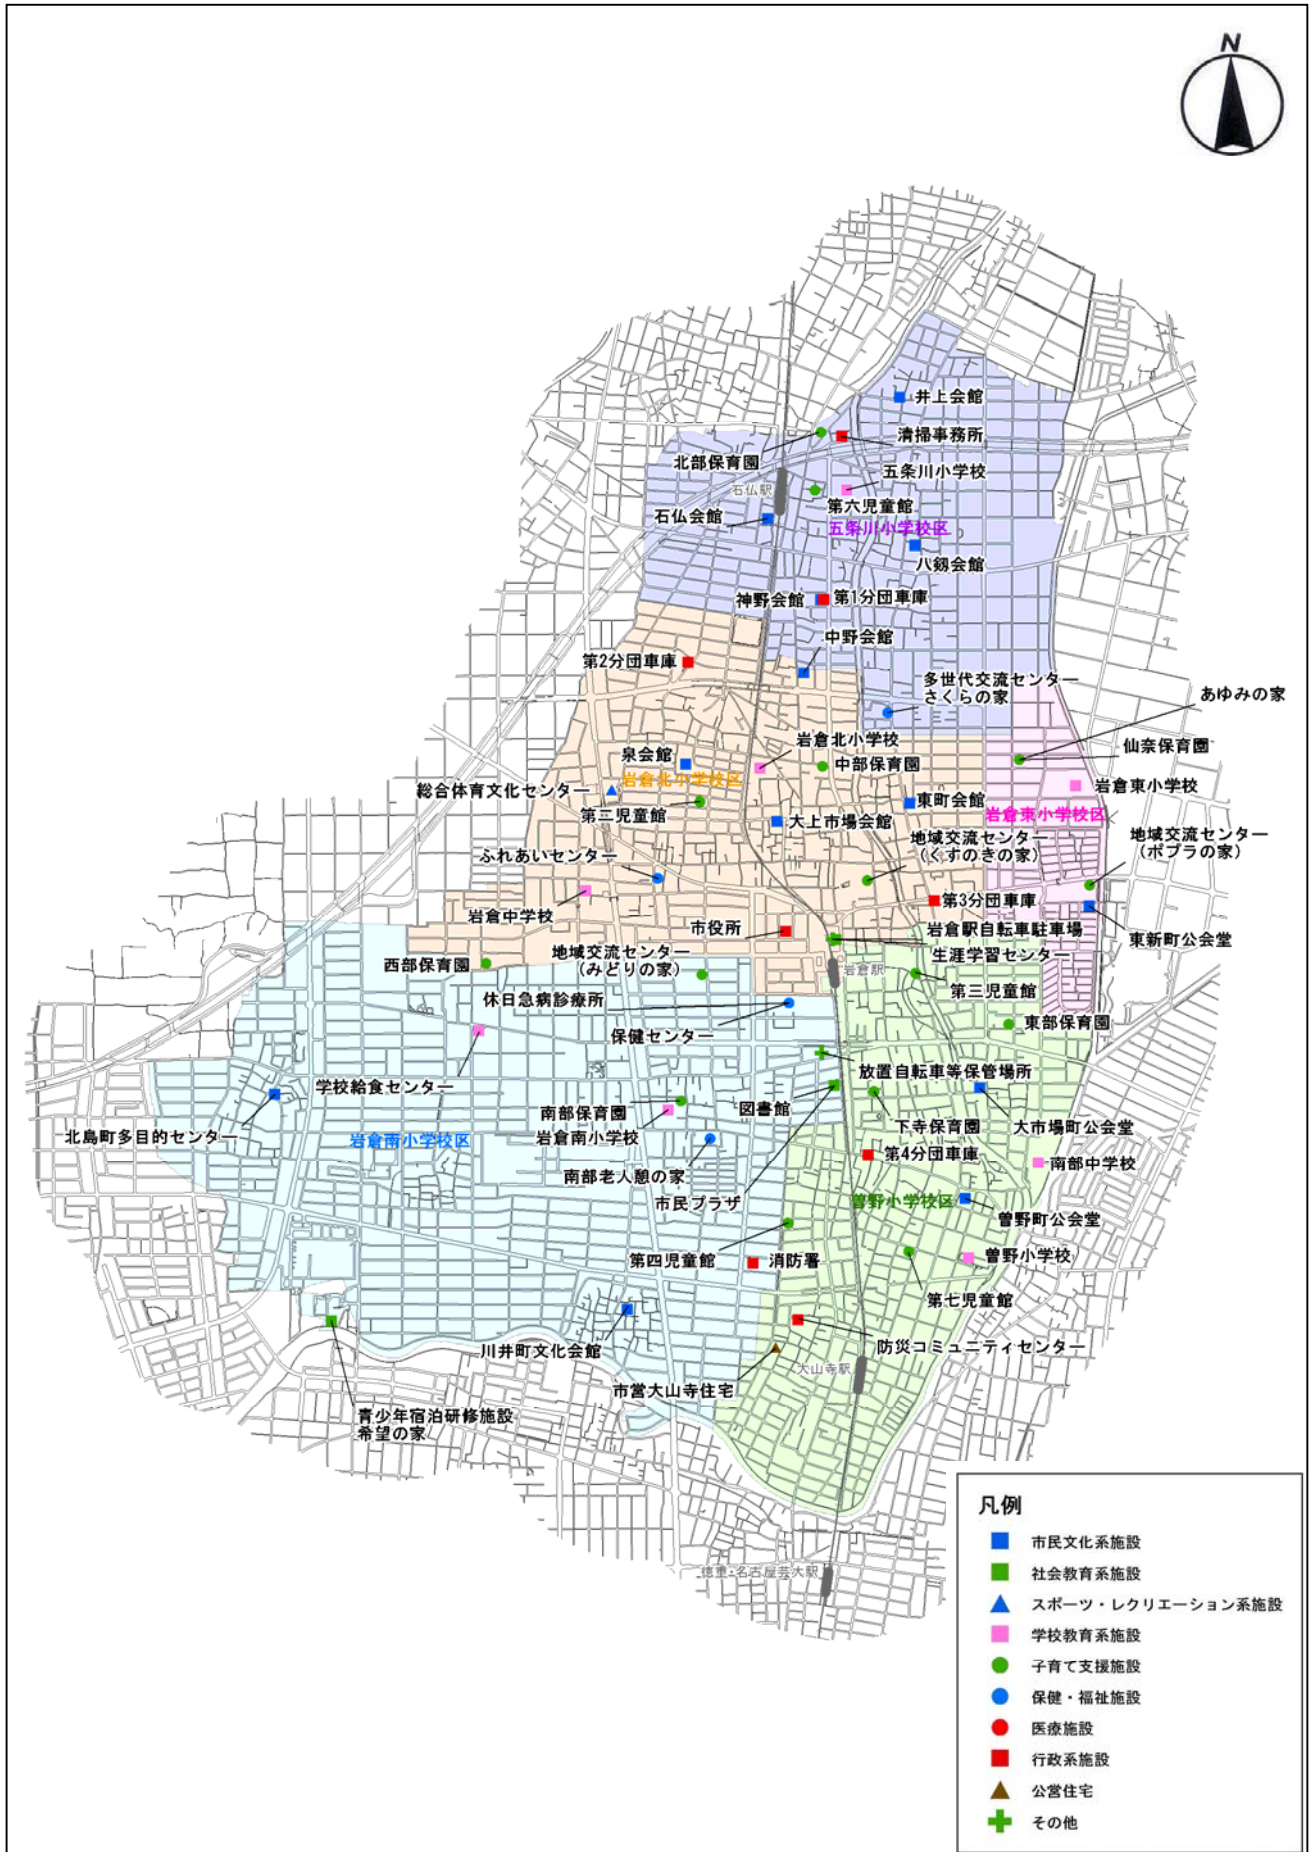 N
井上会館
清掃事務所
北部保育園
五条川小学校
石仏駅
第六児童館
石仏会館
五条川小学校区
八剱会館
神野会館
第1分団車庫
中野会館
第2分団車庫
多世代交流センター
さくらの家
あゆみの家
岩倉北小学校
仙奈保育園
泉会館
中部保育園
岩倉北小学校区
岩倉東小学校
総合体育文化センター
東町会館
第二児童館
岩倉東小学校区
大上市場会館
地域交流センター
(くすのきの家)
地域交流センター
(ポプラの家)
ふれあいセンター
第3分団車庫
岩倉中学校
市役所
岩倉駅自転車駐車場
東新町公会堂
地域交流センター
(みどりの家)
生涯学習センター
西部保育園
岩倉駅
第三児童館
休日急病診療所
東部保育園
保健センター
放置自転車等保管場所
学校給食センター
図書館
南部保育園
下寺保育園
大市場町公会堂
北島町多目的センター
岩倉南小学校区
岩倉南小学校
第4分団車庫
南部中学校
南部老人憩の家
市民プラザ
曽野小学校区
曽野町公会堂
第四児童館
消防署
曽野小学校
第七児童館
川井町文化会館
防災コミュニティセンター
大山寺駅
市営大山寺住宅
青少年宿泊研修施設
希望の家
徳重・名古屋芸大駅
凡例
市民文化系施設
社会教育系施設
スポーツ・レクリエーション系施設
学校教育系施設
子育て支援施設
保健・福祉施設
医療施設
行政系施設
公営住宅
その他